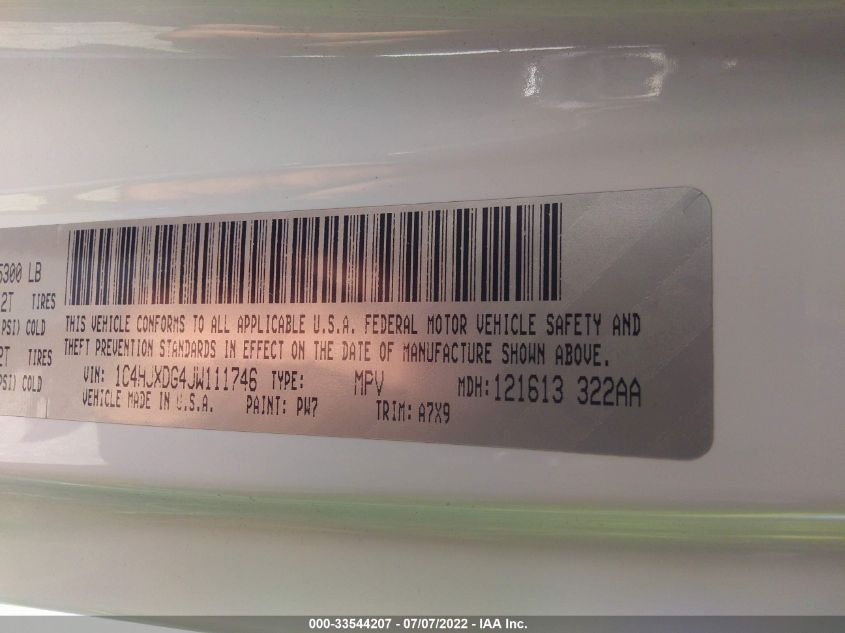 5300 LB
2T TIRES
PSI) COLD
2T TIRES
PSI) COLD
THIS VEHICLE CONFORMS TO ALL APPLICABLE U.S.A. FEDERAL MOTOR VEHICLE SAFETY AND
THEFT PREVENTION STANDARDS IN EFFECT ON THE DATE OF MANUFACTURE SHOWN ABOVE.
VIN: 1C4HJXDG4JW111746 TYPE: MPV MDH: 121613 322AA
VEHICLE MADE IN U.S.A. PAINT: PW7 TRIM: A7X9
000-33544207 - 07/07/2022 - IAA Inc.